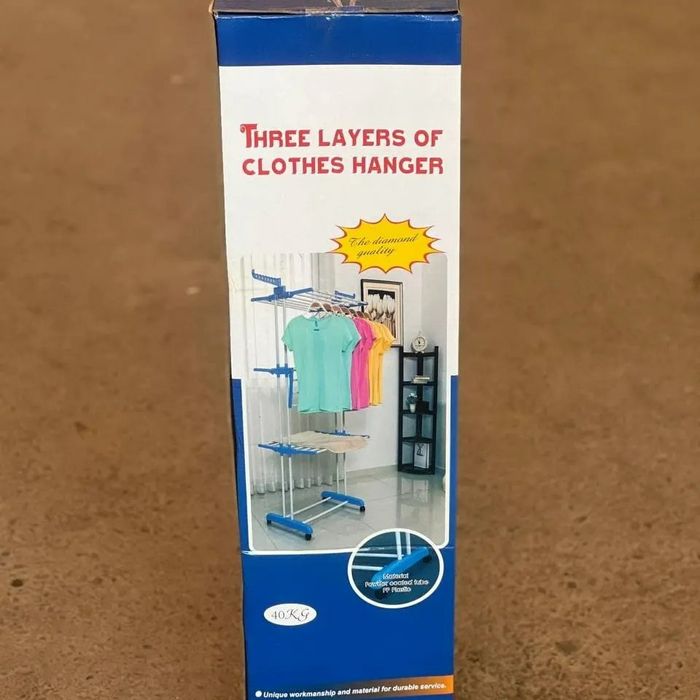 THREE LAYERS OF
CLOTHES HANGER
The diamond
quality
Material
Powder coated tube
PP Plastic
40KG
Unique workmanship and material for durable service.